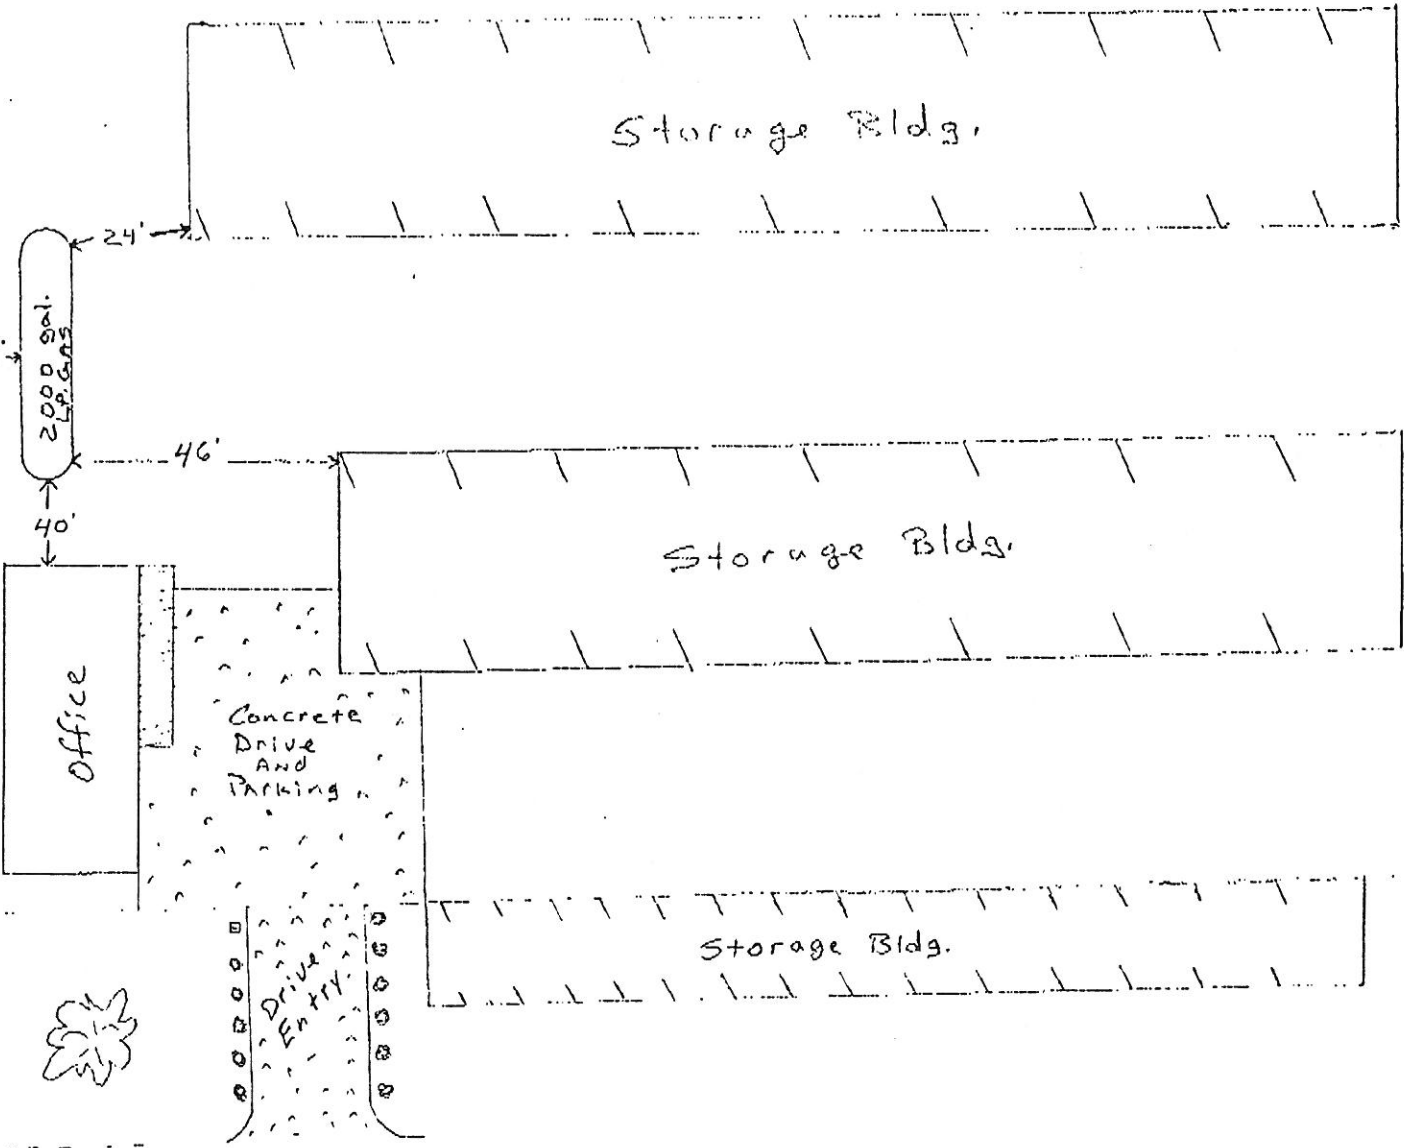 Storage Bldg.
24'
2000 gal.
L.P. GAS
46'
40'
Storage Bldg.
Office
Concrete
Drive
AND
Parking
Storage Bldg.
Drive
Entry